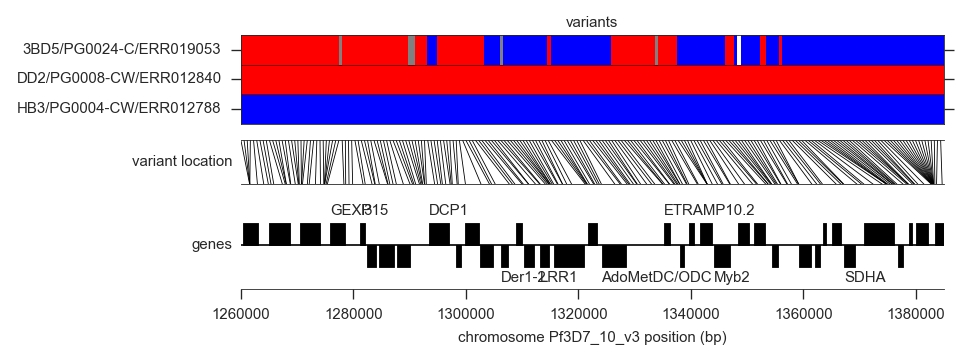 variants
3BD5/PG0024-C/ERR019053
DD2/PG0008-CW/ERR012840
HB3/PG0004-CW/ERR012788
variant location
DCP1 ETRAMP10.2
genes
LRR1 AdoMetDC/ODC Myb2 SDHA
1260000 1280000 1300000 1320000 1340000 1360000 1380000
chromosome Pf3D7_10_v3 position (bp)